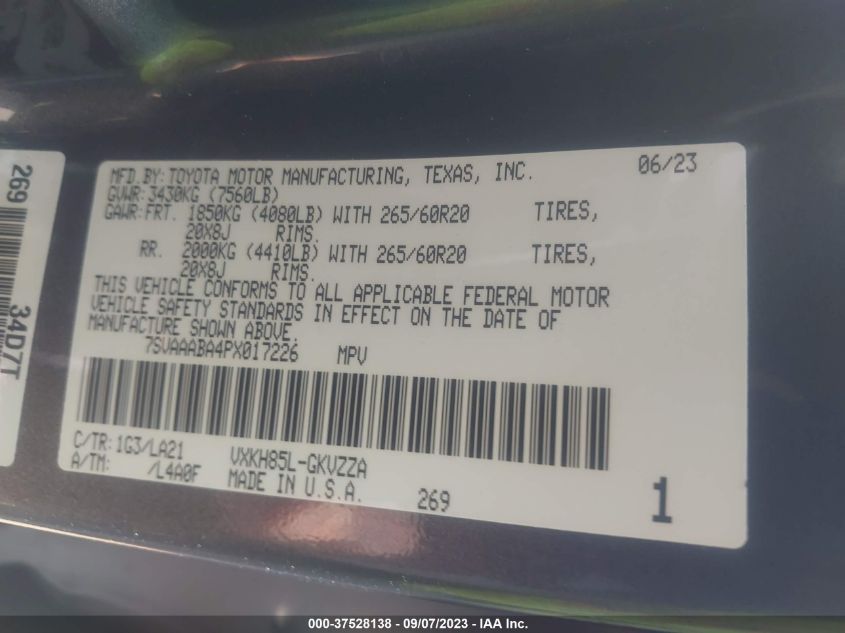 MFD.BY: TOYOTA MOTOR MANUFACTURING, TEXAS, INC. 06/23
GVWR: 3430KG (7560LB)
GAWR: FRT. 1850KG (4080LB) WITH 265/60R20 TIRES,
20X8J RIMS.
RR. 2000KG (4410LB) WITH 265/60R20 TIRES,
20X8J RIMS.
THIS VEHICLE CONFORMS TO ALL APPLICABLE FEDERAL MOTOR
VEHICLE SAFETY STANDARDS IN EFFECT ON THE DATE OF
MANUFACTURE SHOWN ABOVE.
7SVAAABA4PX017226 MPV
C/TR: 1G3/LA21 VXKH85L-GKVZZA
A/TM: /L4A0F MADE IN U.S.A. 269 1
269
34D7T
000-37528138 - 09/07/2023 - IAA Inc.